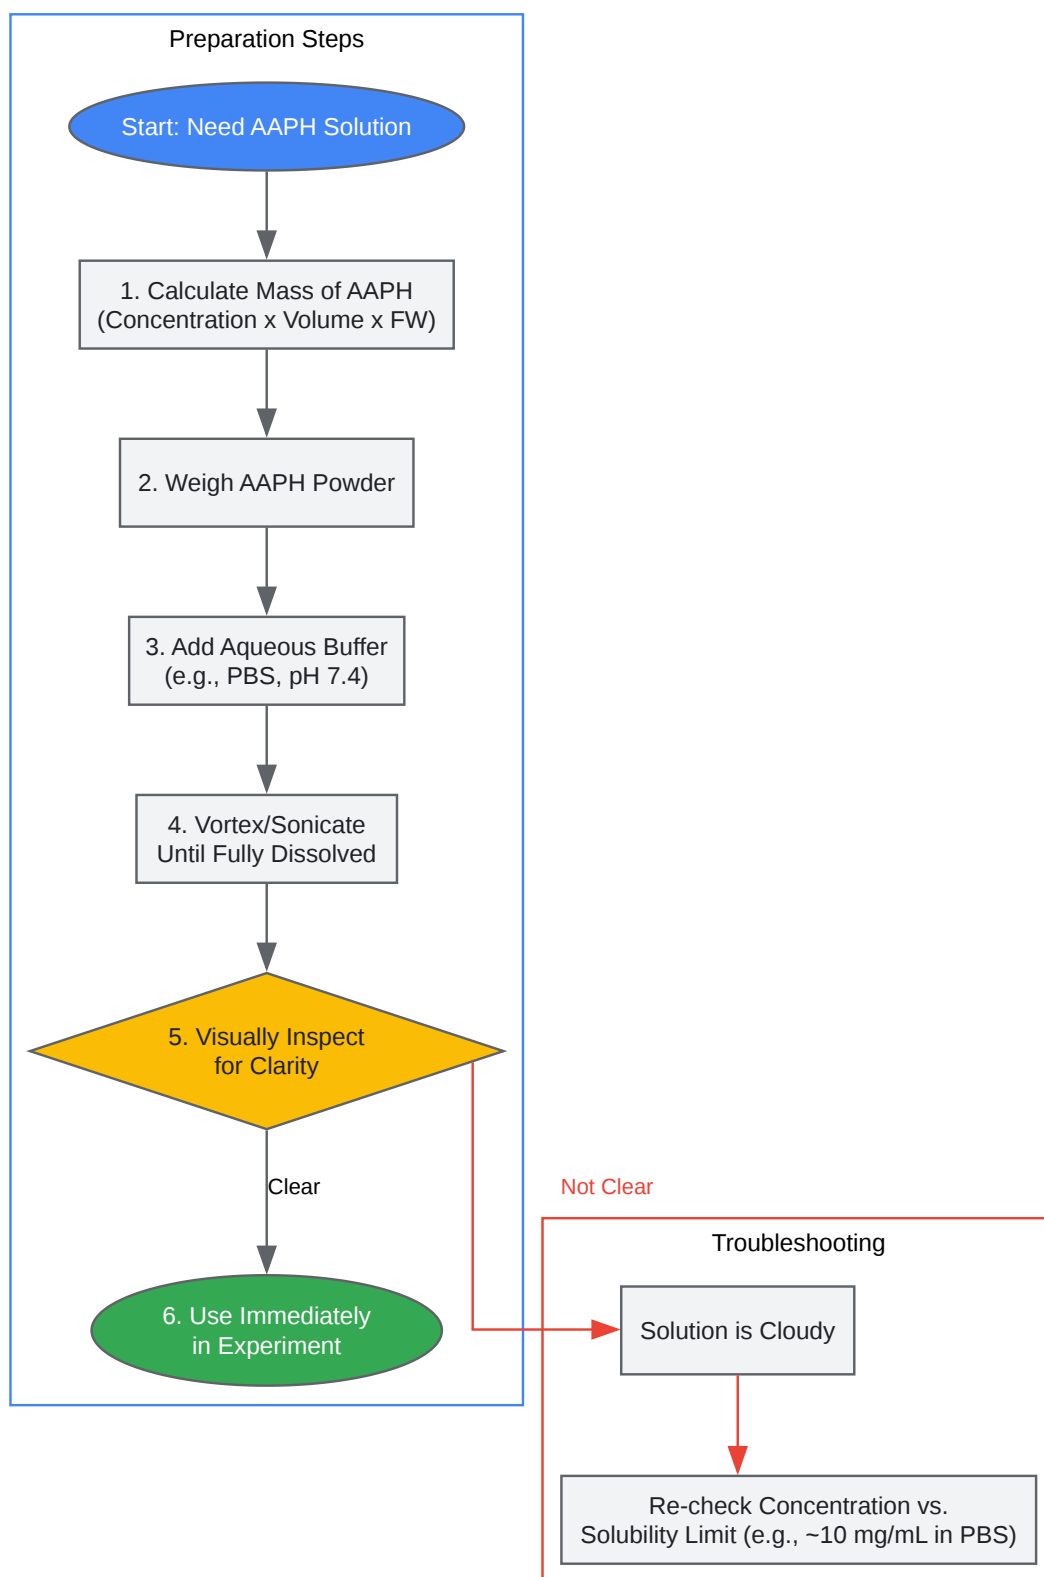 Preparation Steps
Start: Need AAPH Solution
1. Calculate Mass of AAPH
(Concentration x Volume x FW)
2. Weigh AAPH Powder
3. Add Aqueous Buffer
(e.g., PBS, pH 7.4)
4. Vortex/Sonicate
Until Fully Dissolved
5. Visually Inspect
for Clarity
Clear
Not Clear
6. Use Immediately
in Experiment
Troubleshooting
Solution is Cloudy
Re-check Concentration vs.
Solubility Limit (e.g., ~10 mg/mL in PBS)